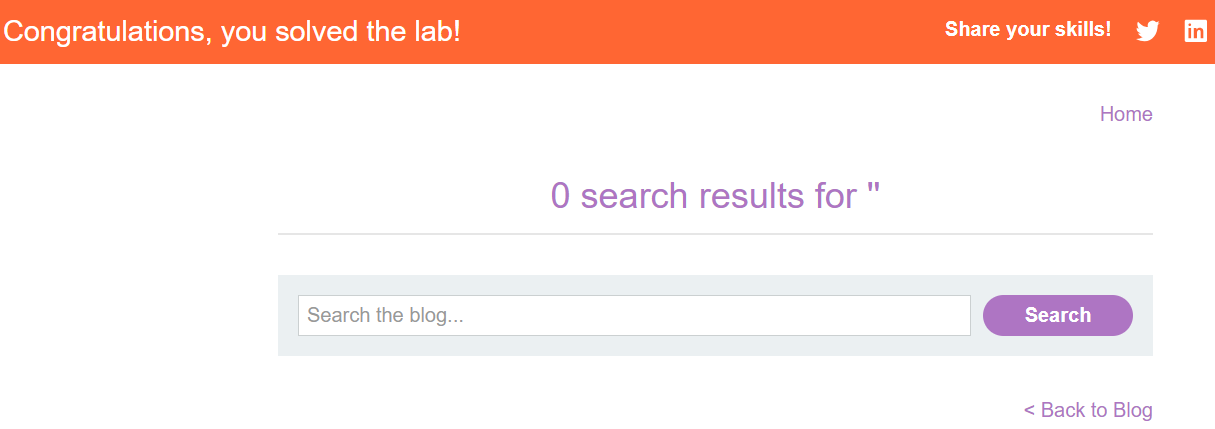 Congratulations, you solved the lab!
Share your skills!
Home
0 search results for ''
Search the blog...
Search
< Back to Blog